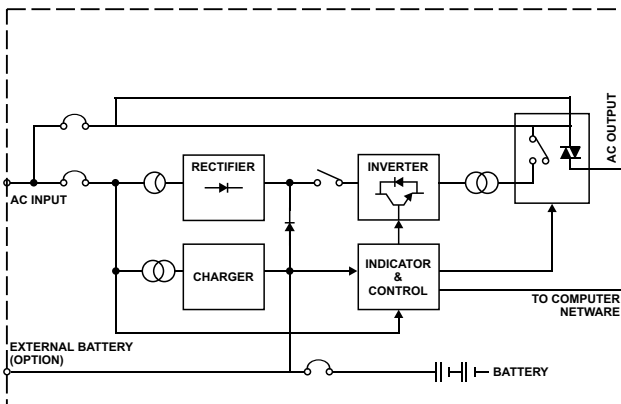 AC OUTPUT
RECTIFIER
INVERTER
AC INPUT
CHARGER
INDICATOR
&
CONTROL
TO COMPUTER
NETWARE
EXTERNAL BATTERY
(OPTION)
BATTERY